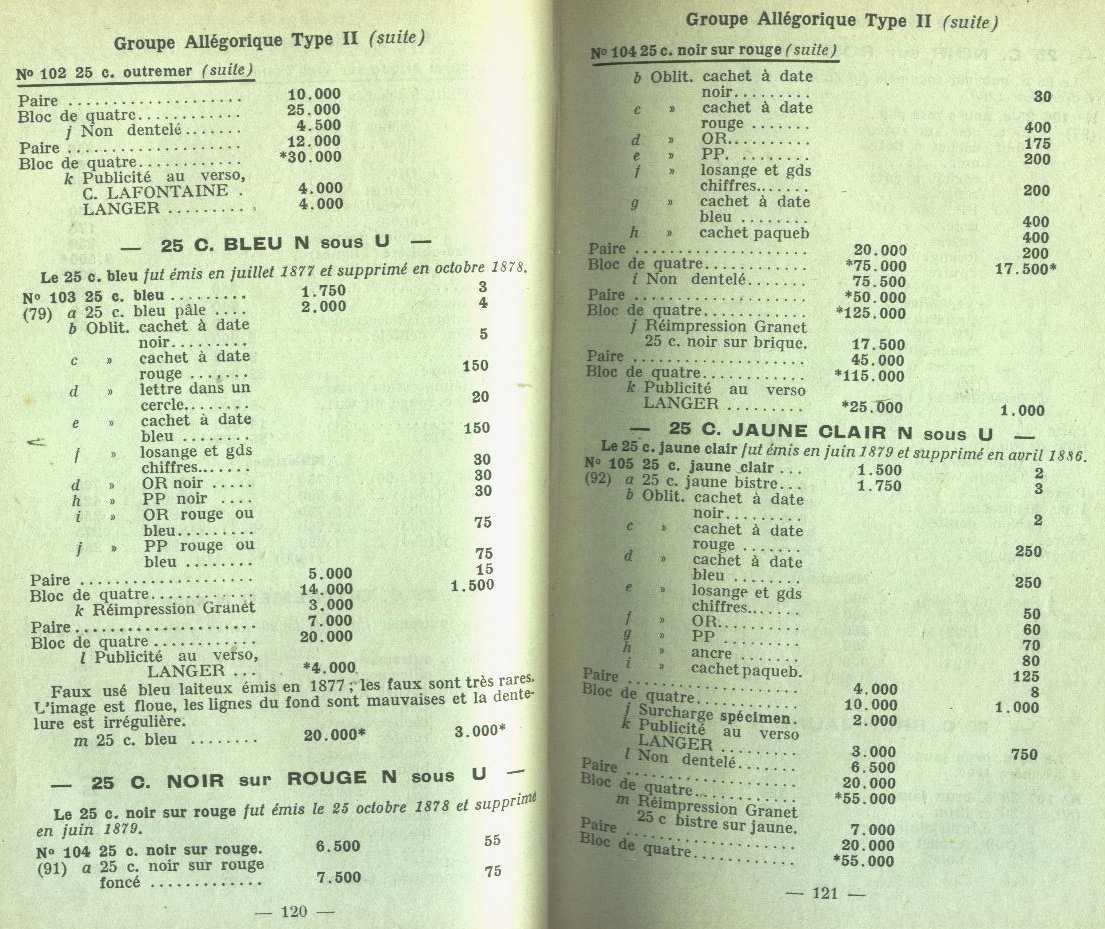 Groupe Allégorique Type II (suite)
Nº 102 25 c. outremer (suite)
Paire .................... 10.000
Bloc de quatre............ 25.000
j Non dentelé....... 4.500
Paire .................... 12.000
Bloc de quatre............ *30.000
k Publicité au verso,
C. LAFONTAINE . 4.000
LANGER ......... 4.000
— 25 C. BLEU N sous U —
Le 25 c. bleu fut émis en juillet 1877 et supprimé en octobre 1878.
Nº 103 25 c. bleu ......... 1.750 3
(79) a 25 c. bleu pâle .... 2.000 4
b Oblit. cachet à date
noir......... 5
c » cachet à date
rouge ....... 150
d » lettre dans un
cercle........ 20
e » cachet à date
bleu ........ 150
f » losange et gds
chiffres...... 30
d » OR noir ..... 30
h » PP noir .... 30
i » OR rouge ou
bleu......... 75
j » PP rouge ou
bleu ........ 75
Paire .................... 5.000 15
Bloc de quatre............ 14.000 1.500
k Réimpression Granet 3.000
Paire.................... 7.000
Bloc de quatre............ 20.000
l Publicité au verso,
LANGER ... *4.000
Faux usé bleu laiteux émis en 1877 ; les faux sont très rares.
L'image est floue, les lignes du fond sont mauvaises et la dente-
lure est irrégulière.
m 25 c. bleu ........ 20.000* 3.000*
— 25 C. NOIR sur ROUGE N sous U —
Le 25 c. noir sur rouge fut émis le 25 octobre 1878 et supprimé
en juin 1879.
Nº 104 25 c. noir sur rouge. 6.500 55
(91) a 25 c. noir sur rouge
foncé ............. 7.500 75
— 120 —
Groupe Allégorique Type II (suite)
Nº 104 25 c. noir sur rouge (suite)
b Oblit. cachet à date
noir......... 30
c » cachet à date
rouge ....... 400
d » OR.......... 175
e » PP. ........ 200
f » losange et gds
chiffres...... 200
g » cachet à date
bleu ........ 400
h » cachet paqueb 400
Paire .................... 20.000 200
Bloc de quatre............ *75.000 17.500*
i Non dentelé....... 75.500
Paire .................... *50.000
Bloc de quatre............ *125.000
j Réimpression Granet
25 c. noir sur brique. 17.500
Paire .................... 45.000
Bloc de quatre............ *115.000
k Publicité au verso
LANGER ......... *25.000 1.000
— 25 C. JAUNE CLAIR N sous U —
Le 25 c. jaune clair fut émis en juin 1879 et supprimé en avril 1886.
Nº 105 25 c. jaune clair ... 1.500 2
(92) a 25 c. jaune bistre... 1.750 3
b Oblit. cachet à date
noir......... 2
c » cachet à date
rouge ....... 250
d cachet à date
bleu ........ 250
e » losange et gds
chiffres...... 50
f » OR.......... 60
g » PP ......... 70
h » ancre ....... 80
i » cachet paqueb. 125
Paire .................... 4.000 8
Bloc de quatre............ 10.000 1.000
j Surcharge spécimen. 2.000
k Publicité au verso
LANGER ......... 3.000 750
l Non dentelé....... 6.500
Paire .................... 20.000
Bloc de quatre............ *55.000
m Réimpression Granet
25 c bistre sur jaune. 7.000
Paire .................... 20.000
Bloc de quatre............ *55.000
— 121 —